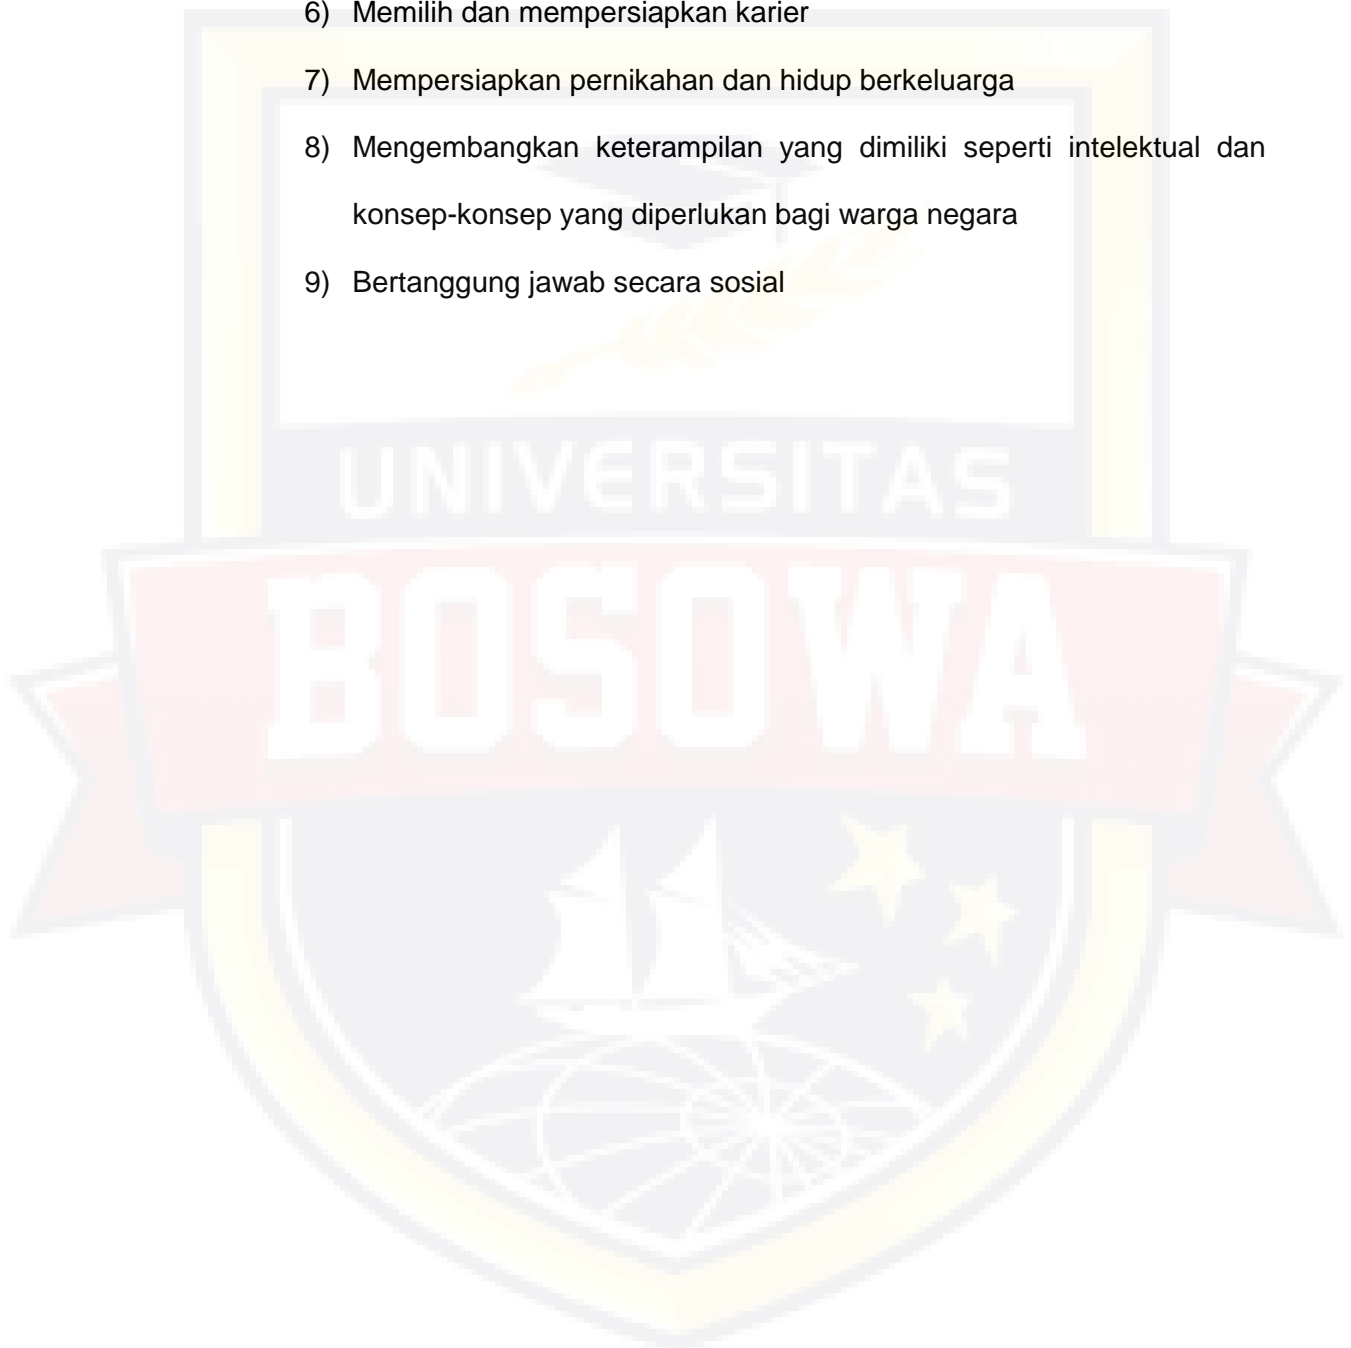 6) Memilih dan mempersiapkan karier
7) Mempersiapkan pernikahan dan hidup berkeluarga
8) Mengembangkan keterampilan yang dimiliki seperti intelektual dan
konsep-konsep yang diperlukan bagi warga negara
9) Bertanggung jawab secara sosial
UNIVERSITAS
BOSOWA